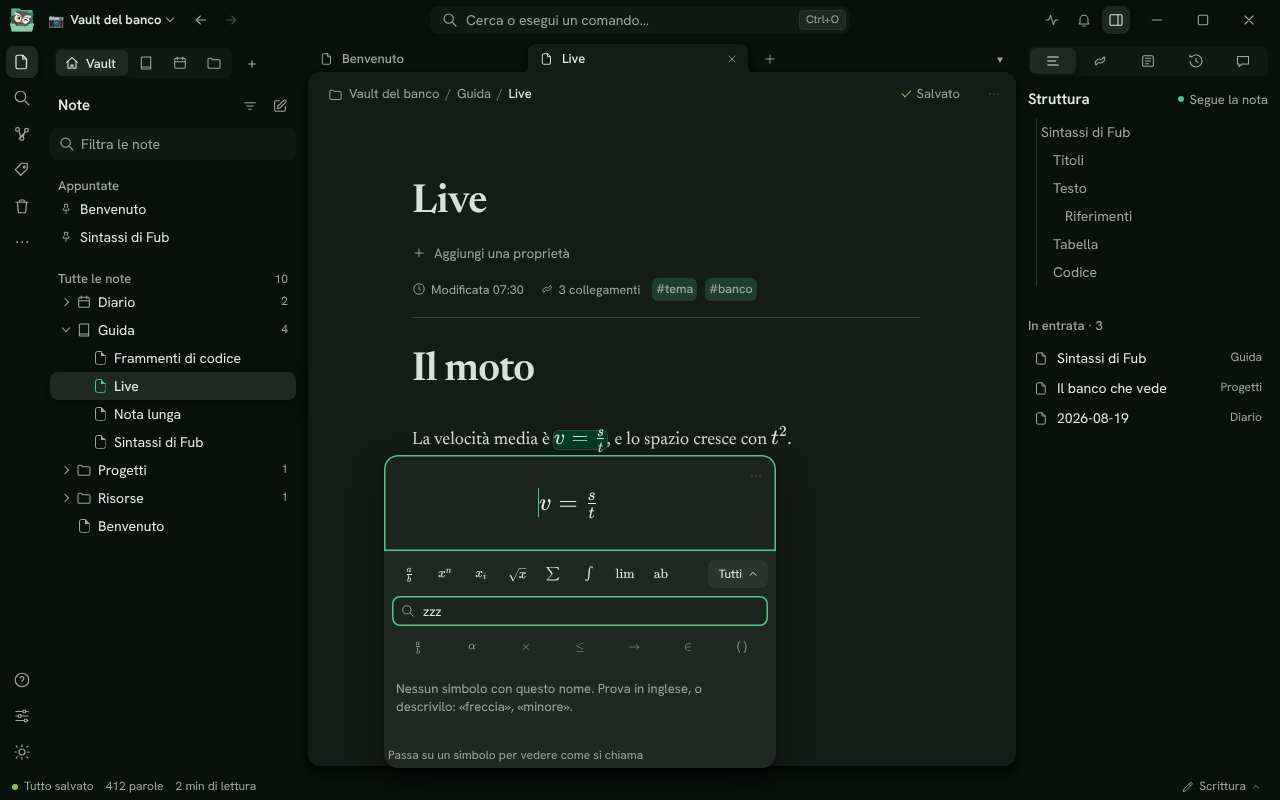 Vault del banco
Cerca o esegui un comando…
Ctrl+O
Vault
Note
Filtra le note
Appuntate
Benvenuto
Sintassi di Fub
Tutte le note 10
Diario 2
Guida 4
Frammenti di codice
Live
Nota lunga
Sintassi di Fub
Progetti 1
Risorse 1
Benvenuto
Benvenuto
Live
Vault del banco / Guida / Live
Salvato
Live
Aggiungi una proprietà
Modificata 07:30 3 collegamenti #tema #banco
Il moto
La velocità media è v = s/t, e lo spazio cresce con t².
v = s/t
a/b xⁿ xᵢ √x ∑ ∫ lim ab Tutti
zzz
a/b α × ≤ → ∈ ( )
Nessun simbolo con questo nome. Prova in inglese, o
descrivilo: «freccia», «minore».
Passa su un simbolo per vedere come si chiama
Struttura Segue la nota
Sintassi di Fub
Titoli
Testo
Riferimenti
Tabella
Codice
In entrata · 3
Sintassi di Fub Guida
Il banco che vede Progetti
2026-08-19 Diario
Tutto salvato 412 parole 2 min di lettura
Scrittura